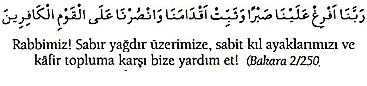 رَبَّنَا اَفْرِغْ عَلَيْنَا صَبْرًا وَثَبِّتْ اَقْدَامَنَا وَانْصُرْنَا عَلَى الْقَوْمِ الْكَافِرِينَ
Rabbimiz! Sabır yağdır üzerimize, sabit kıl ayaklarımızı ve
kâfir topluma karşı bize yardım et! (Bakara 2/250)